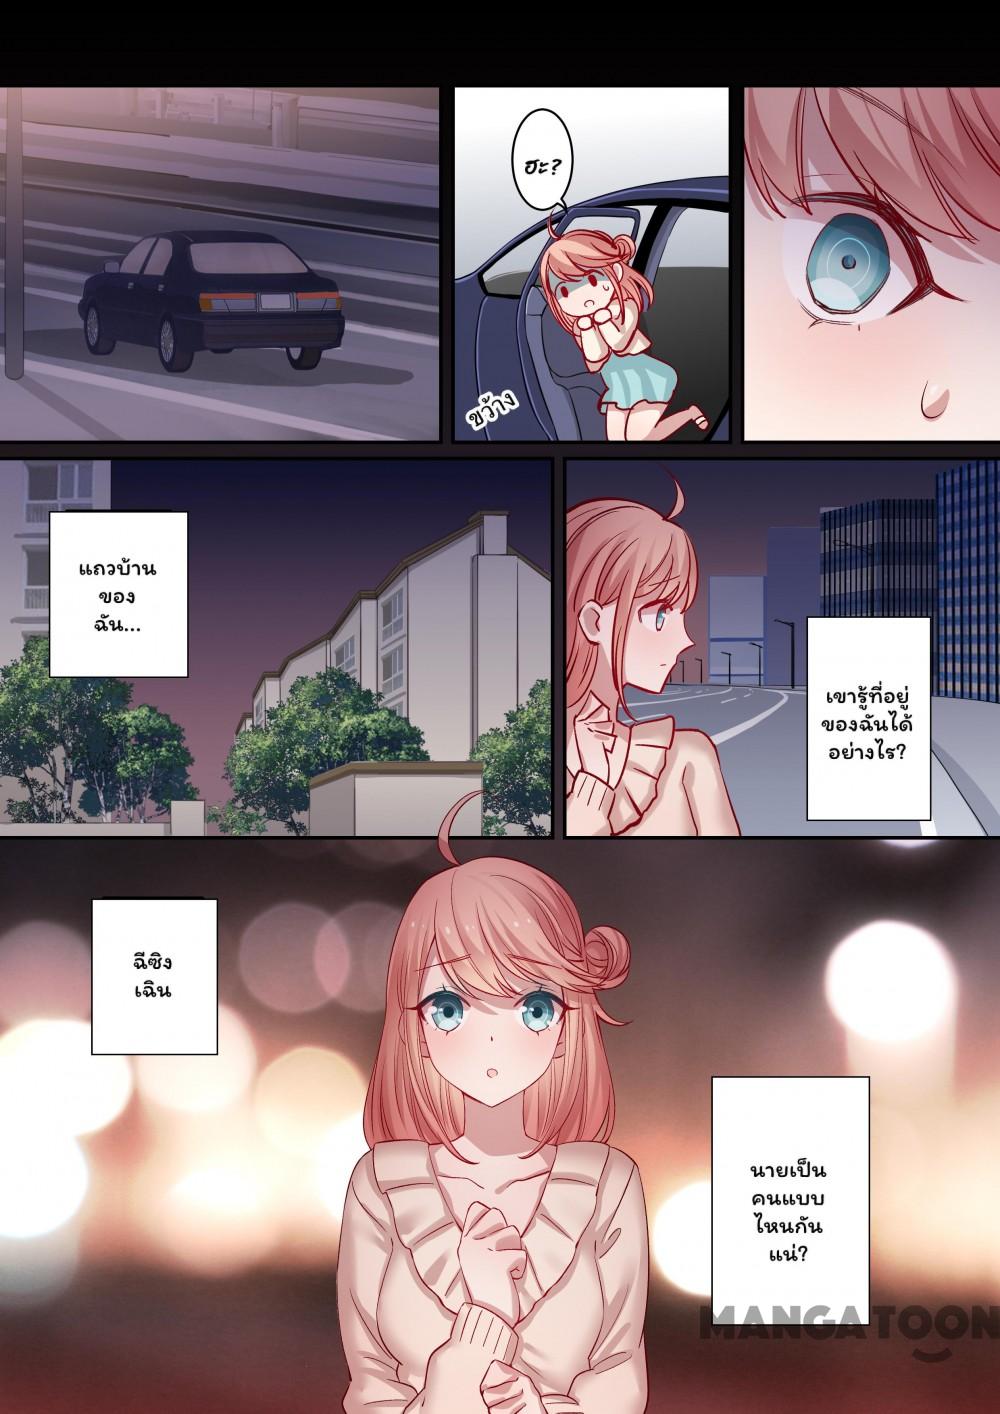 ฮะ?
ขว้าง
แถวบ้าน
ของ
ฉัน...
เขารู้ที่อยู่
ของฉันได้
อย่างไร?
ฉีซิง
เฉิน
นายเป็น
คนแบบ
ไหนกัน
แน่?
MANGATOON